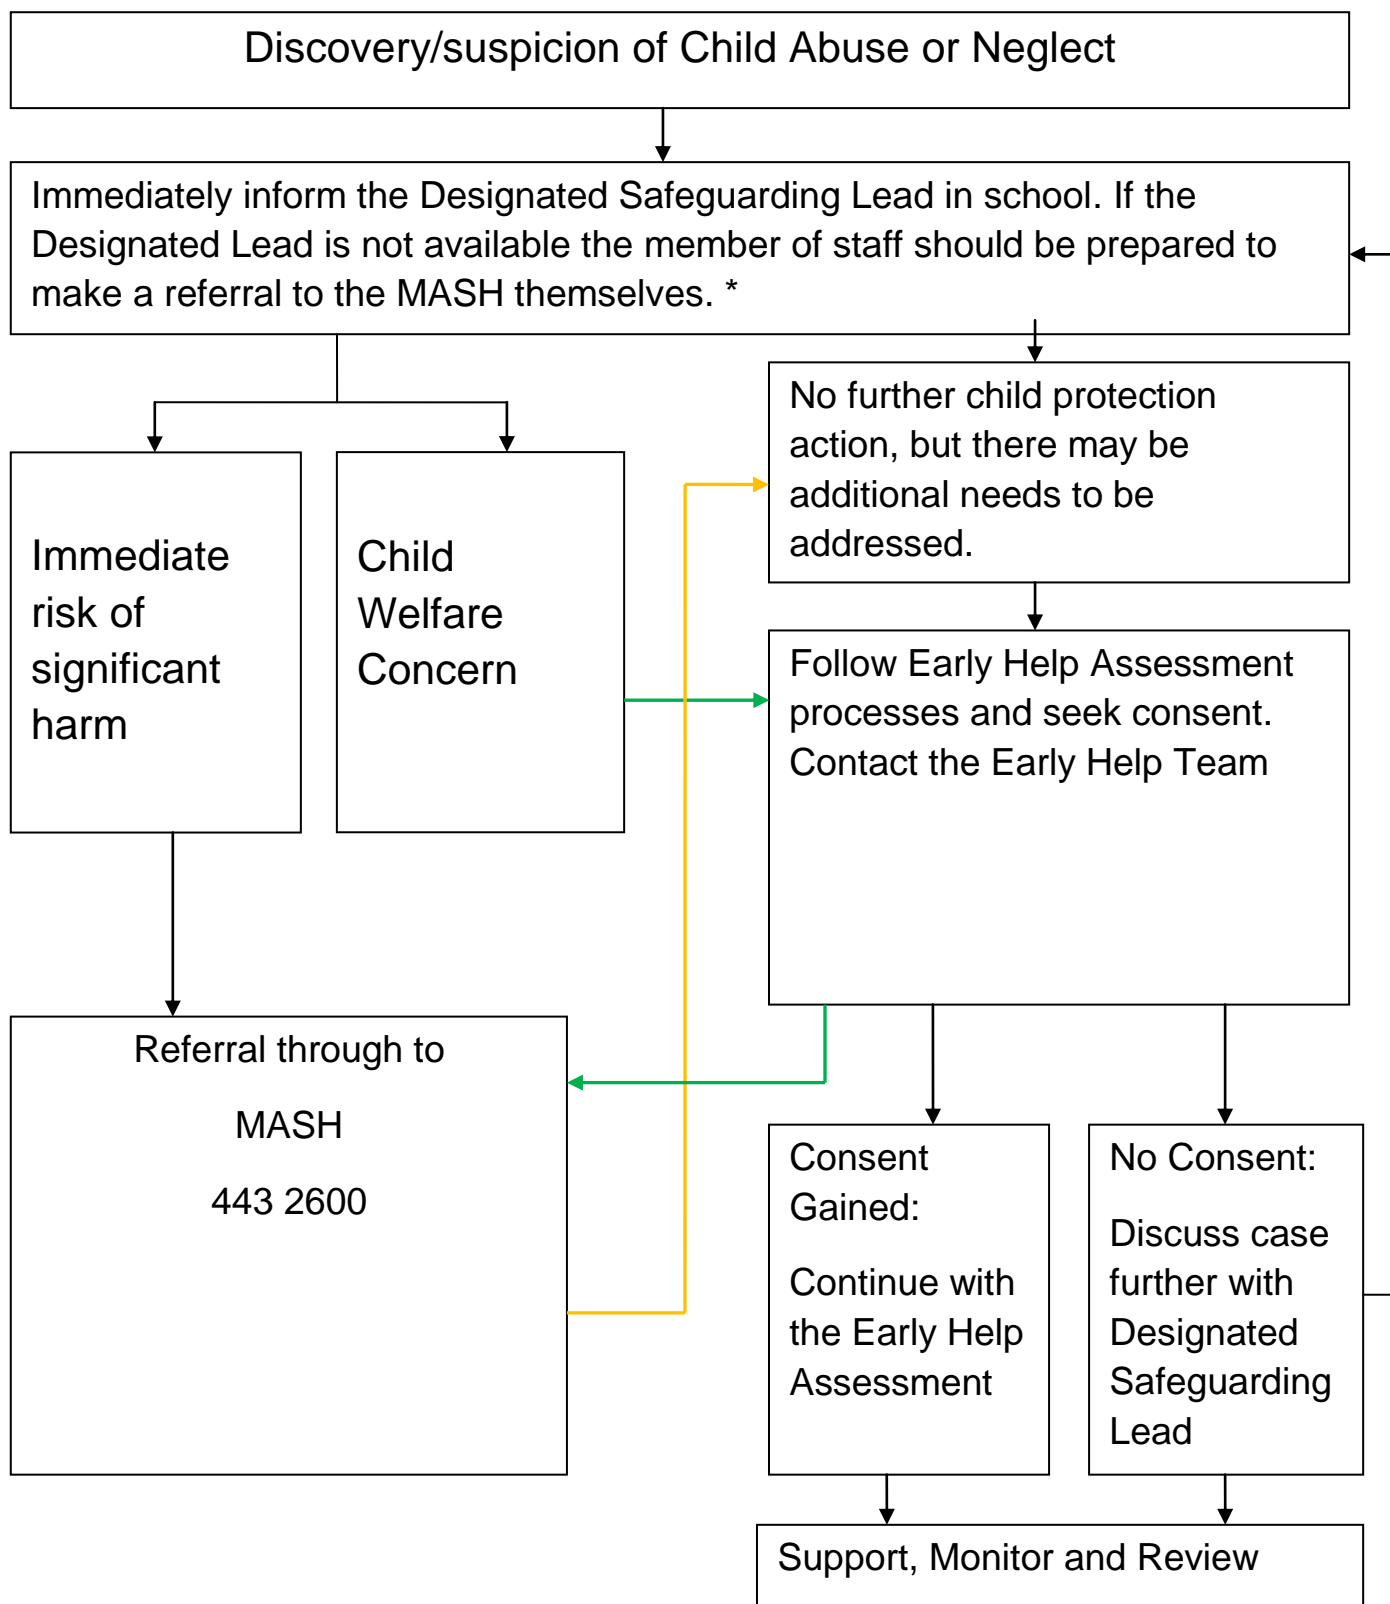 Discovery/suspicion of Child Abuse or Neglect
Immediately inform the Designated Safeguarding Lead in school. If the
Designated Lead is not available the member of staff should be prepared to
make a referral to the MASH themselves. *
No further child protection
action, but there may be
additional needs to be
addressed.
Immediate
risk of
significant
harm
Child
Welfare
Concern
Follow Early Help Assessment
processes and seek consent.
Contact the Early Help Team
Referral through to
MASH
443 2600
Consent
Gained:
Continue with
the Early Help
Assessment
No Consent:
Discuss case
further with
Designated
Safeguarding
Lead
Support, Monitor and Review